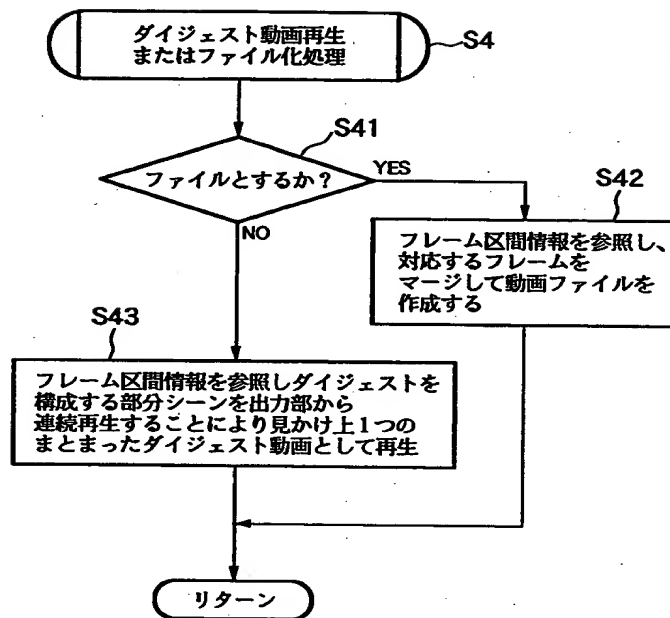 ダイジェスト動画再生
またはファイル化処理
S4
S41
ファイルとするか？
YES
NO
S42
フレーム区間情報を参照し、
対応するフレームを
マージして動画ファイルを
作成する
S43
フレーム区間情報を参照しダイジェストを
構成する部分シーンを出力部から
連続再生することにより見かけ上1つの
まとまったダイジェスト動画として再生
リターン